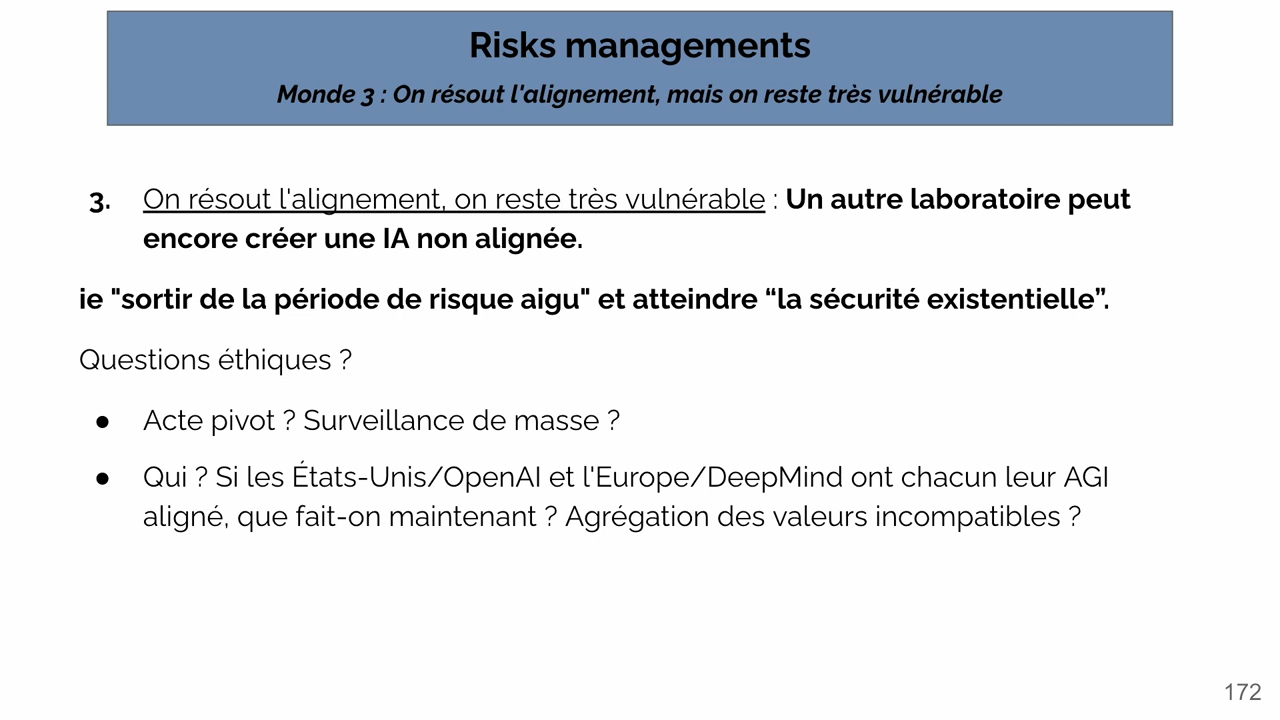 Risks managements
Monde 3 : On résout l'alignement, mais on reste très vulnérable
3. On résout l'alignement, on reste très vulnérable : Un autre laboratoire peut
encore créer une IA non alignée.
ie "sortir de la période de risque aigu" et atteindre “la sécurité existentielle”.
Questions éthiques ?
● Acte pivot ? Surveillance de masse ?
● Qui ? Si les États-Unis/OpenAI et l'Europe/DeepMind ont chacun leur AGI
aligné, que fait-on maintenant ? Agrégation des valeurs incompatibles ?
172